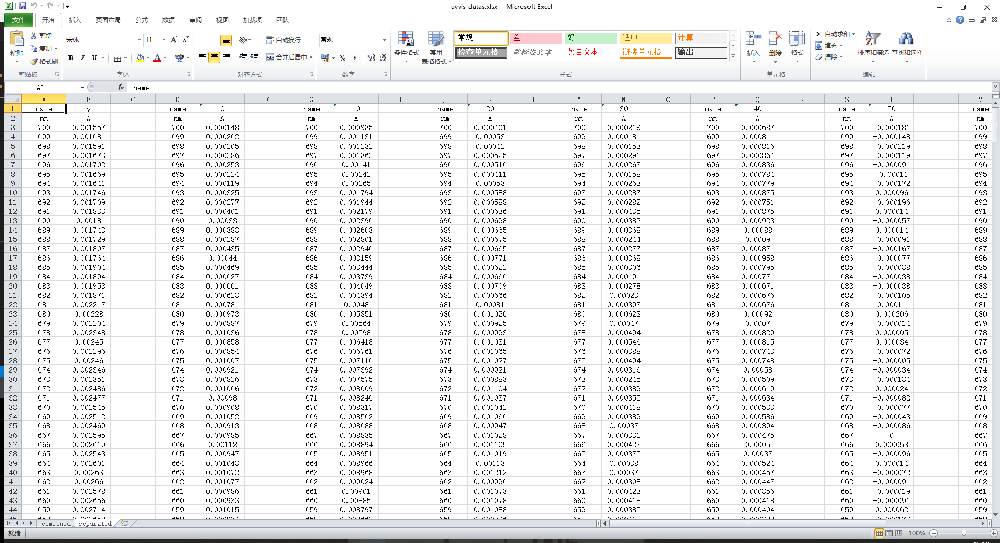 uvvis_datas.xlsx - Microsoft Excel
文件 开始 插入 页面布局 公式 数据 审阅 视图 加载项 团队
粘贴 剪切 复制 格式刷 剪贴板
宋体 11 B I U 字体
自动换行 合并后居中 对齐方式
常规 % , 数字
条件格式 套用表格格式 常规 差 好 适中 计算
检查单元格 解释性文本 警告文本 链接单元格 输出 样式
插入 删除 格式 单元格
Σ 自动求和 填充 清除 排序和筛选 查找和选择 编辑
A1 fx name
A B C D E F G H I J K L M N O P Q R S T U V
1 name y name 0 name 10 name 20 name 30 name 40 name 50 name
2 nm A nm A nm A nm A nm A nm A nm A nm
3 700 0.001557 700 0.000148 700 0.000935 700 0.000401 700 0.000219 700 0.000687 700 -0.000181 700
4 699 0.001681 699 0.000262 699 0.001131 699 0.00053 699 0.000181 699 0.000811 699 -0.000148 699
5 698 0.001591 698 0.000205 698 0.001232 698 0.00042 698 0.000153 698 0.000816 698 -0.000219 698
6 697 0.001673 697 0.000286 697 0.001362 697 0.000525 697 0.000291 697 0.000864 697 -0.000119 697
7 696 0.001702 696 0.000253 696 0.00141 696 0.000516 696 0.000263 696 0.000836 696 -0.000091 696
8 695 0.001669 695 0.000224 695 0.00142 695 0.000411 695 0.000158 695 0.000784 695 -0.00011 695
9 694 0.001641 694 0.000119 694 0.00165 694 0.00053 694 0.000263 694 0.000779 694 -0.000172 694
10 693 0.001746 693 0.000325 693 0.001794 693 0.000588 693 0.000287 693 0.000875 693 0.000096 693
11 692 0.001709 692 0.000277 692 0.001944 692 0.000588 692 0.000282 692 0.000751 692 -0.000196 692
12 691 0.001833 691 0.000401 691 0.002179 691 0.000636 691 0.000435 691 0.000875 691 0.000014 691
13 690 0.0018 690 0.00033 690 0.002396 690 0.000698 690 0.000382 690 0.000923 690 -0.000057 690
14 689 0.001743 689 0.000383 689 0.002603 689 0.000665 689 0.000368 689 0.00088 689 0.000014 689
15 688 0.001729 688 0.000287 688 0.002801 688 0.000675 688 0.000244 688 0.0009 688 -0.000091 688
16 687 0.001807 687 0.000435 687 0.002946 687 0.000665 687 0.000277 687 0.000871 687 -0.000167 687
17 686 0.001764 686 0.00044 686 0.003159 686 0.000771 686 0.000368 686 0.000958 686 -0.000077 686
18 685 0.001904 685 0.000469 685 0.003444 685 0.000622 685 0.000306 685 0.000795 685 -0.000038 685
19 684 0.001894 684 0.000627 684 0.003739 684 0.000666 684 0.000191 684 0.000771 684 -0.000038 684
20 683 0.001953 683 0.000661 683 0.004049 683 0.000709 683 0.000278 683 0.000671 683 -0.000038 683
21 682 0.001871 682 0.000623 682 0.004394 682 0.000666 682 0.00023 682 0.000676 682 -0.000105 682
22 681 0.002217 681 0.000781 681 0.0048 681 0.00081 681 0.000393 681 0.000676 681 0.00011 681
23 680 0.00228 680 0.000973 680 0.005351 680 0.001026 680 0.000623 680 0.00092 680 0.000206 680
24 679 0.002204 679 0.000887 679 0.00564 679 0.000925 679 0.00047 679 0.0007 679 -0.000014 679
25 678 0.002348 678 0.001036 678 0.00598 678 0.000993 678 0.000494 678 0.000829 678 0.000005 678
26 677 0.00245 677 0.000858 677 0.006418 677 0.001031 677 0.000546 677 0.000815 677 0.000034 677
27 676 0.002296 676 0.000854 676 0.006761 676 0.001065 676 0.000388 676 0.000743 676 -0.000072 676
28 675 0.00246 675 0.001007 675 0.007116 675 0.001027 675 0.000494 675 0.000748 675 -0.000005 675
29 674 0.002346 674 0.000921 674 0.007392 674 0.000921 674 0.000316 674 0.00058 674 -0.000034 674
30 673 0.002351 673 0.000826 673 0.007575 673 0.000883 673 0.000245 673 0.000509 673 -0.000134 673
31 672 0.002486 672 0.001066 672 0.008009 672 0.001104 672 0.000389 672 0.000619 672 0.000024 672
32 671 0.002477 671 0.00098 671 0.008246 671 0.001037 671 0.000355 671 0.000634 671 -0.000082 671
33 670 0.002545 670 0.000908 670 0.008317 670 0.001042 670 0.000418 670 0.000533 670 -0.000077 670
34 669 0.002512 669 0.001052 669 0.008562 669 0.001066 669 0.000389 669 0.000586 669 -0.000043 669
35 668 0.002469 668 0.000913 668 0.008688 668 0.000947 668 0.00037 668 0.000394 668 -0.000086 668
36 667 0.002595 667 0.000985 667 0.008835 667 0.001028 667 0.000331 667 0.000475 667 0 667
37 666 0.002619 666 0.00112 666 0.008894 666 0.001105 666 0.000423 666 0.0005 666 0.000053 666
38 665 0.002543 665 0.000947 665 0.008951 665 0.001019 665 0.000375 665 0.00037 665 -0.000096 665
39 664 0.002601 664 0.001043 664 0.008966 664 0.00113 664 0.00038 664 0.000524 664 0.000014 664
40 663 0.00263 663 0.001072 663 0.008968 663 0.001212 663 0.00037 663 0.000457 663 -0.000072 663
41 662 0.00266 662 0.001077 662 0.009024 662 0.000996 662 0.000308 662 0.000447 662 -0.000091 662
42 661 0.002578 661 0.000986 661 0.00901 661 0.001073 661 0.000423 661 0.000356 661 -0.000019 661
43 660 0.002656 660 0.000933 660 0.00885 660 0.001078 660 0.000418 660 0.000418 660 -0.000091 660
44 659 0.002714 659 0.001015 659 0.008797 659 0.001088 659 0.000385 659 0.000404 659 0.000062 659
combined separated
就绪 100%